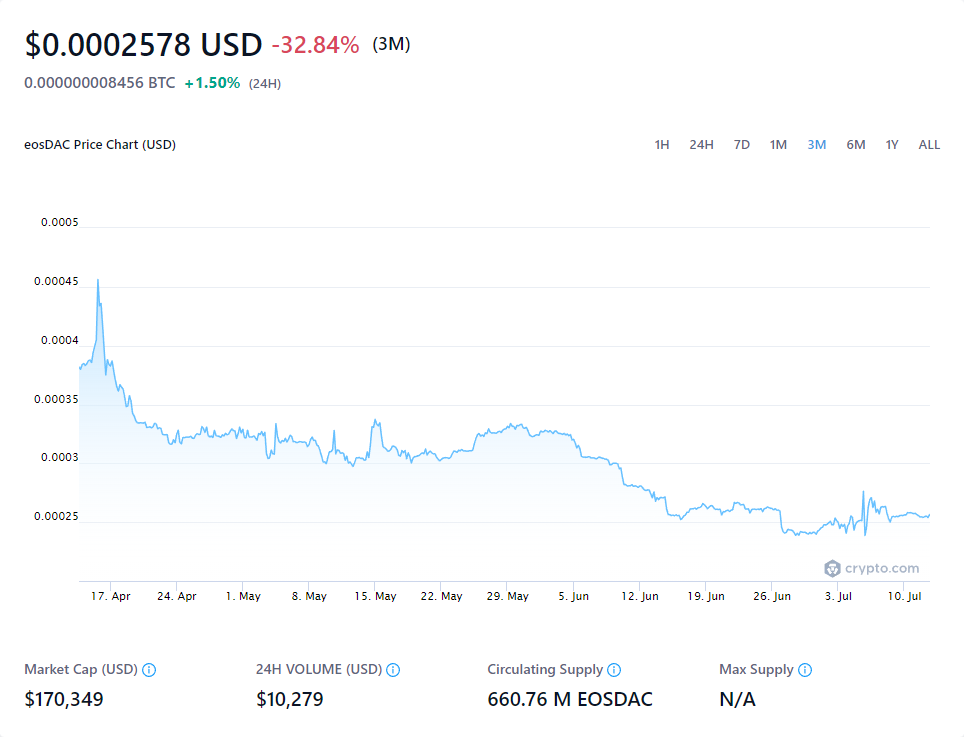 $0.0002578 USD -32.84% (3M)
0.000000008456 BTC +1.50% (24H)
eosDAC Price Chart (USD)
1H 24H 7D 1M 3M 6M 1Y ALL
0.0005
0.00045
0.0004
0.00035
0.0003
0.00025
crypto.com
17. Apr 24. Apr 1. May 8. May 15. May 22. May 29. May 5. Jun 12. Jun 19. Jun 26. Jun 3. Jul 10. Jul
Market Cap (USD) 24H VOLUME (USD) Circulating Supply Max Supply
$170,349 $10,279 660.76 M EOSDAC N/A